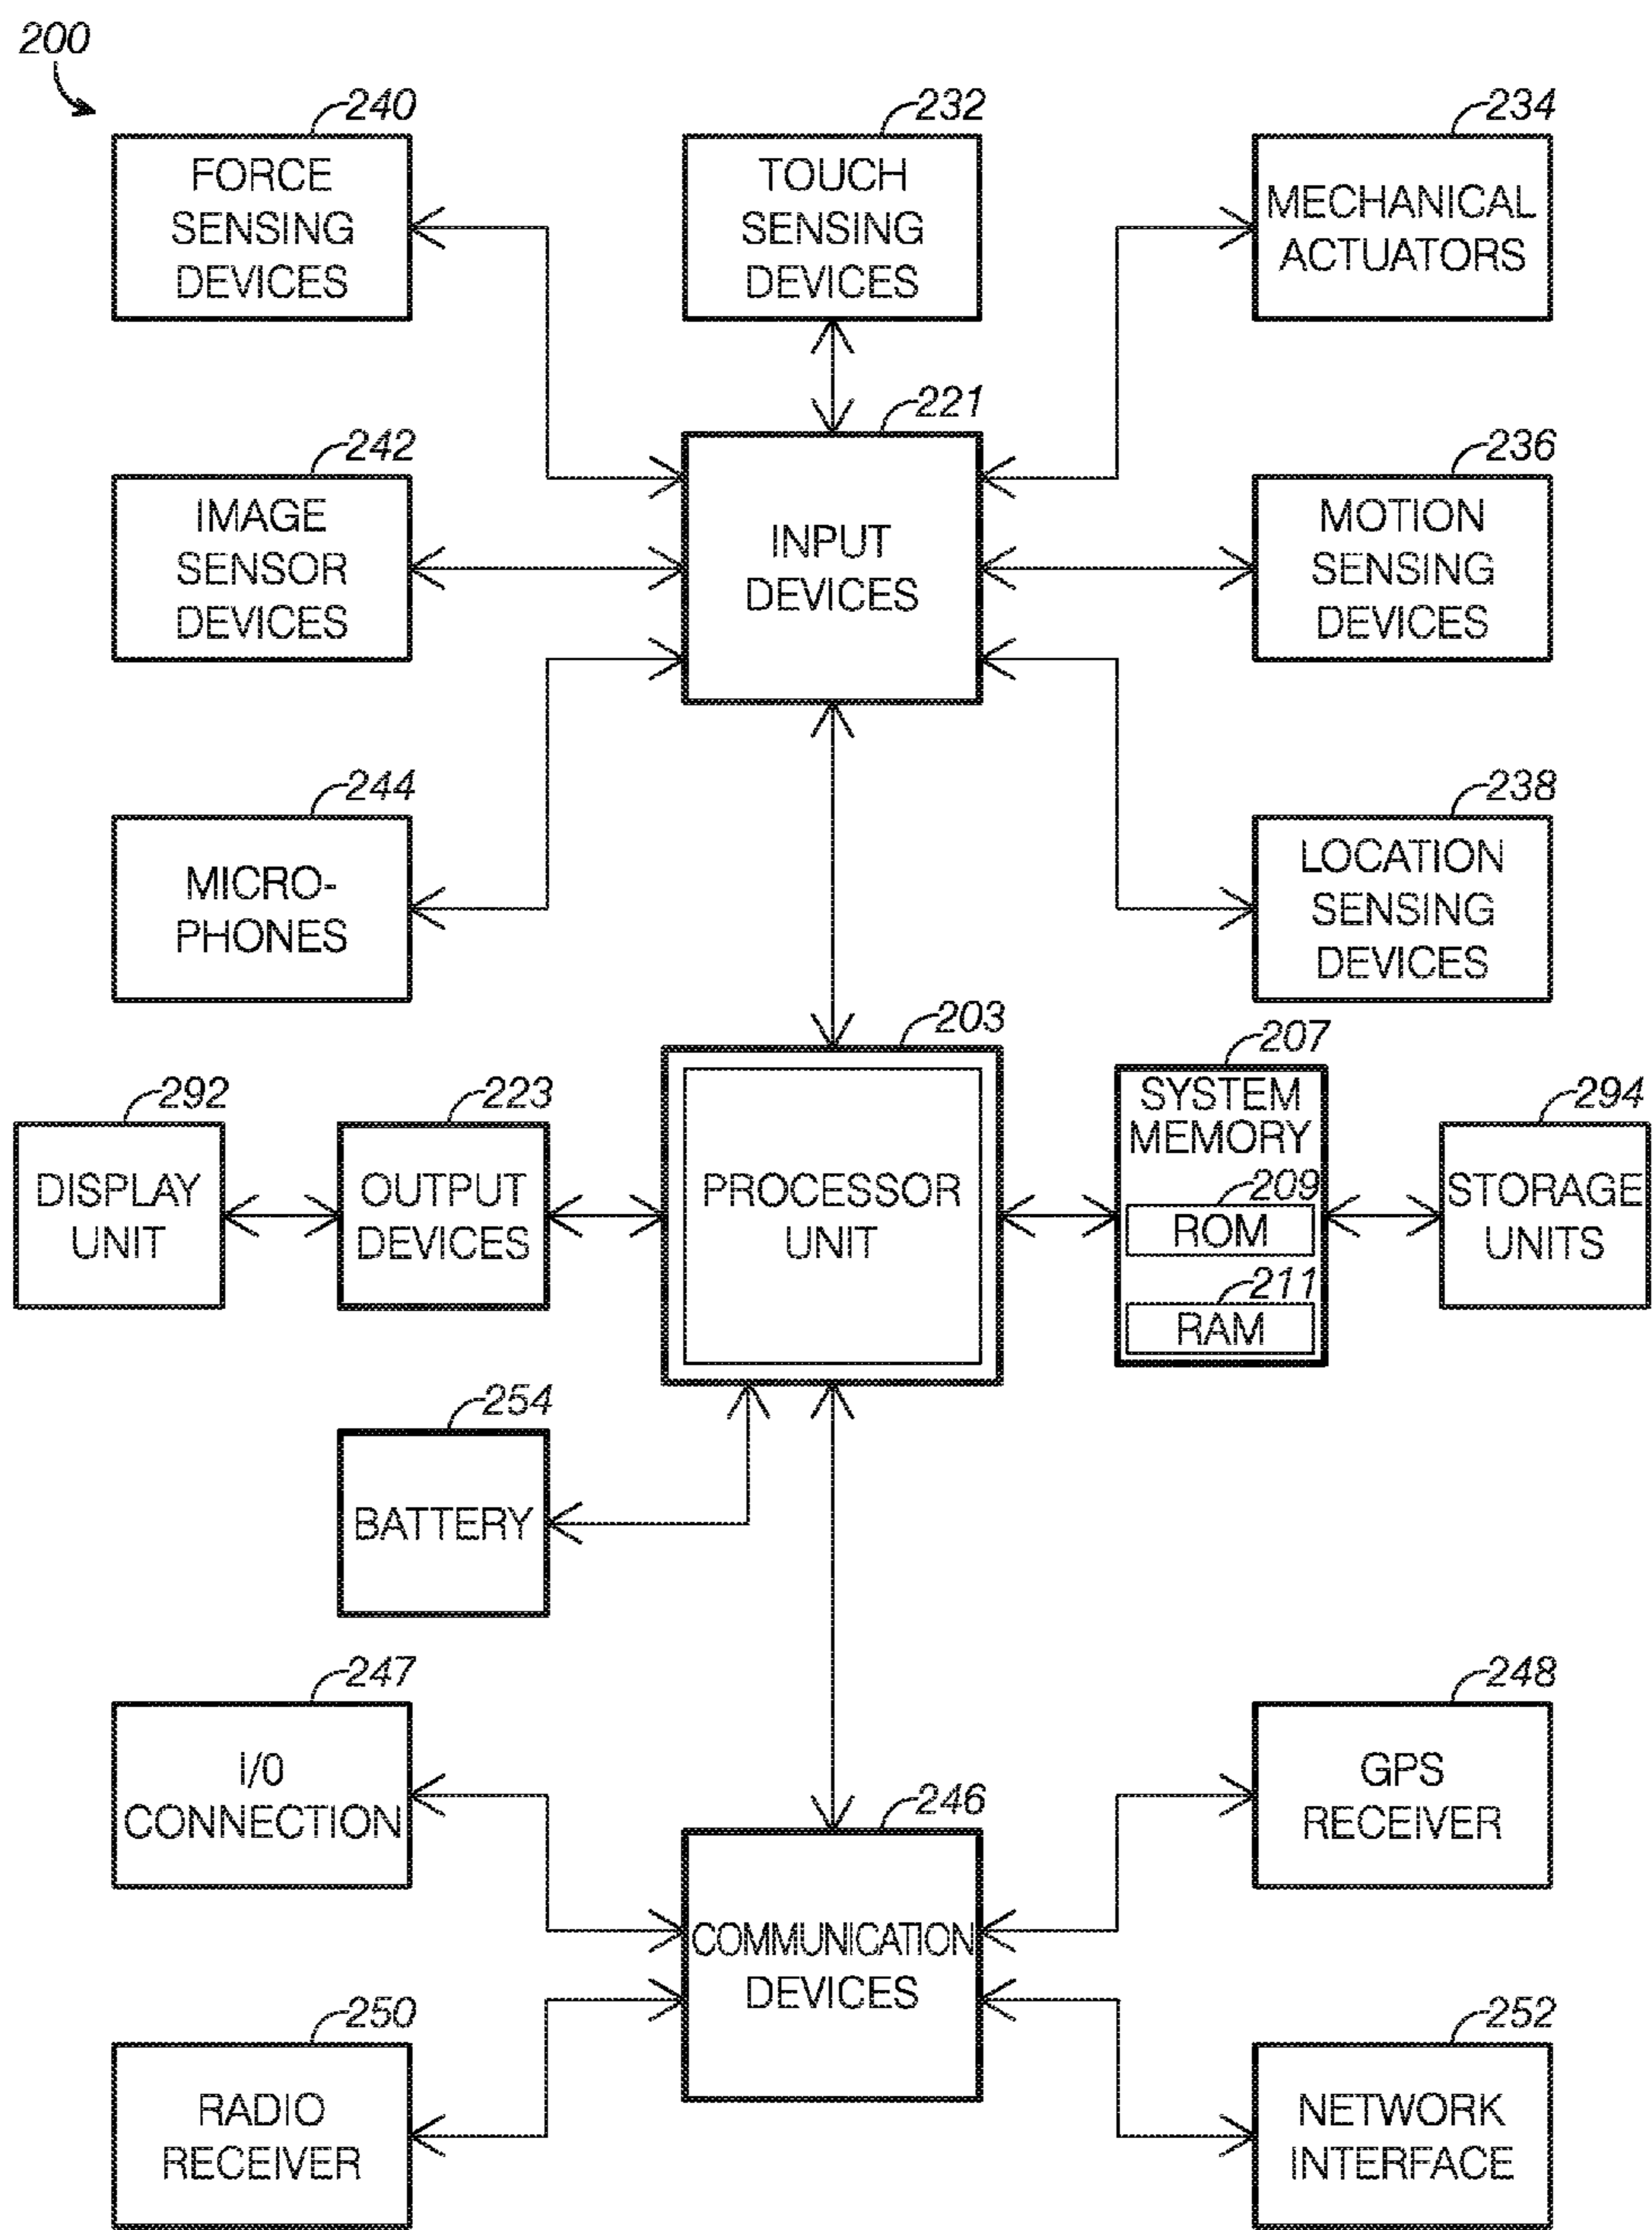 200
240
FORCE
SENSING
DEVICES
232
TOUCH
SENSING
DEVICES
234
MECHANICAL
ACTUATORS
221
INPUT
DEVICES
242
IMAGE
SENSOR
DEVICES
236
MOTION
SENSING
DEVICES
244
MICRO-
PHONES
238
LOCATION
SENSING
DEVICES
203
PROCESSOR
UNIT
207
SYSTEM
MEMORY
209
ROM
211
RAM
292
DISPLAY
UNIT
223
OUTPUT
DEVICES
294
STORAGE
UNITS
254
BATTERY
247
I/0
CONNECTION
248
GPS
RECEIVER
246
COMMUNICATION
DEVICES
250
RADIO
RECEIVER
252
NETWORK
INTERFACE